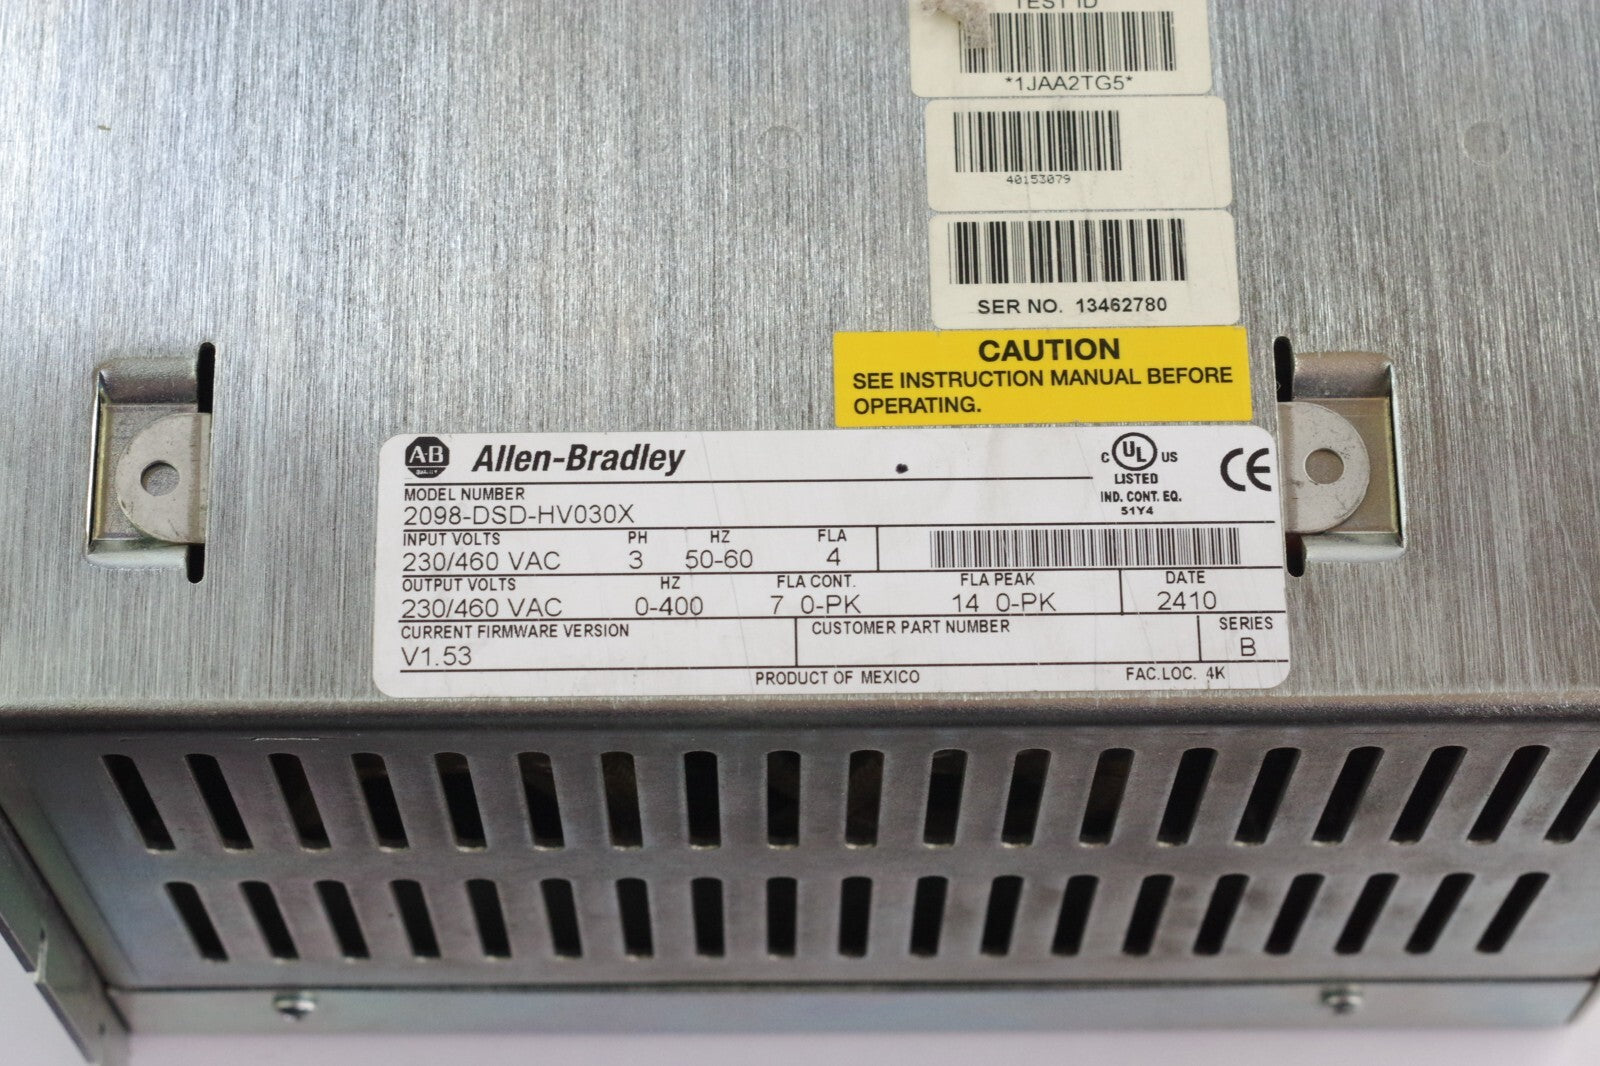 TEST ID
*1JAA2TG5*
40153079
SER NO. 13462780
CAUTION
SEE INSTRUCTION MANUAL BEFORE
OPERATING.
A-B Allen-Bradley
QUALITY
C UL US
LISTED
IND. CONT. EQ.
51Y4
CE
MODEL NUMBER
2098-DSD-HV030X
INPUT VOLTS PH HZ FLA
230/460 VAC 3 50-60 4
OUTPUT VOLTS HZ FLA CONT. FLA PEAK DATE
230/460 VAC 0-400 7 0-PK 14 0-PK 2410
CURRENT FIRMWARE VERSION CUSTOMER PART NUMBER SERIES
V1.53 B
PRODUCT OF MEXICO FAC.LOC. 4K